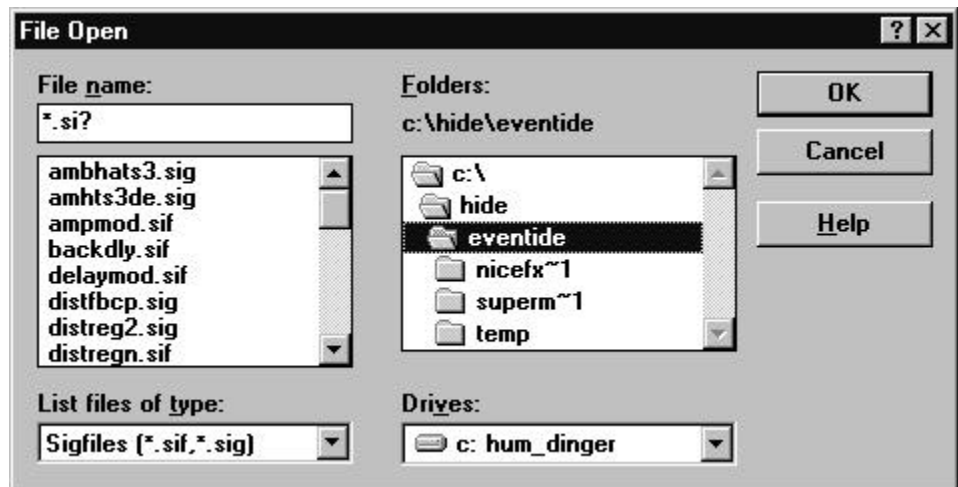 File Open
File name:
*.si?
ambhats3.sig
amhts3de.sig
ampmod.sif
backdly.sif
delaymod.sif
distfbcp.sig
distreg2.sig
distregn.sif
List files of type:
Sigfiles (*.sif,*.sig)
Folders:
c:\hide\eventide
c:\
hide
eventide
nicefx~1
superm~1
temp
Drives:
c: hum_dinger
OK
Cancel
Help